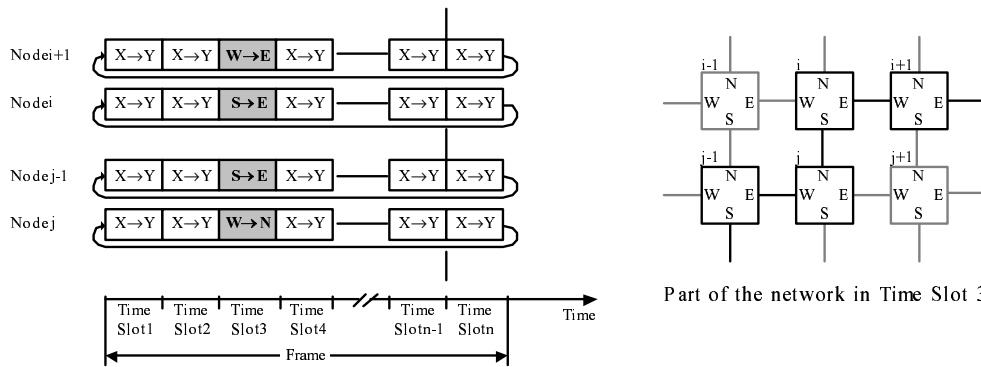 Nodei+1 X→Y X→Y W→E X→Y X→Y X→Y
Nodei X→Y X→Y S→E X→Y X→Y X→Y
Nodej-1 X→Y X→Y S→E X→Y X→Y X→Y
Nodej X→Y X→Y W→N X→Y X→Y X→Y
Time Slot1
Time Slot2
Time Slot3
Time Slot4
Time Slotn-1
Time Slotn
Time
Frame
i-1 i i+1
N N N
W E W E W E
S S S
j-1 j j+1
N N N
W E W E W E
S S S
Part of the network in Time Slot 3